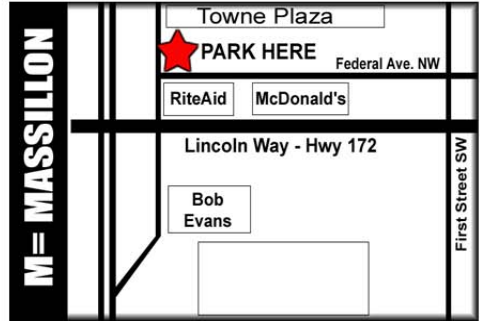 M= MASSILLON
Towne Plaza
PARK HERE
Federal Ave. NW
RiteAid
McDonald's
Lincoln Way - Hwy 172
Bob
Evans
First Street SW